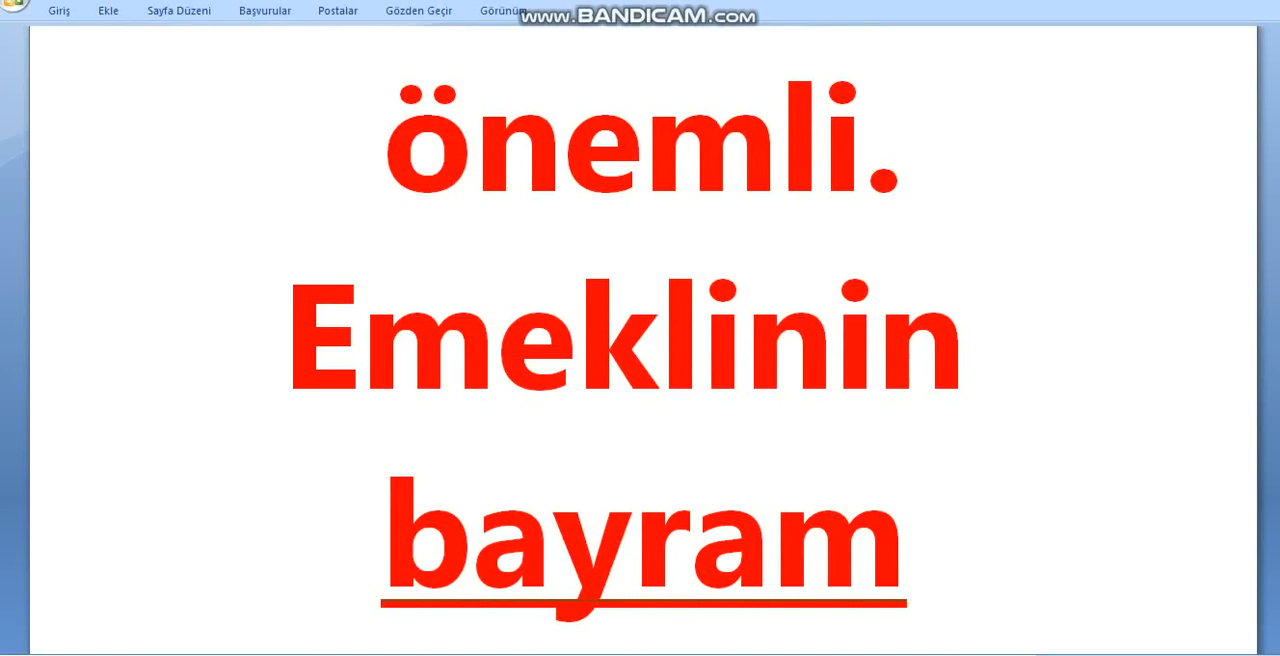 Giriş Ekle Sayfa Düzeni Başvurular Postalar Gözden Geçir Görünüm
www.BANDICAM.com
önemli.
Emeklinin
bayram